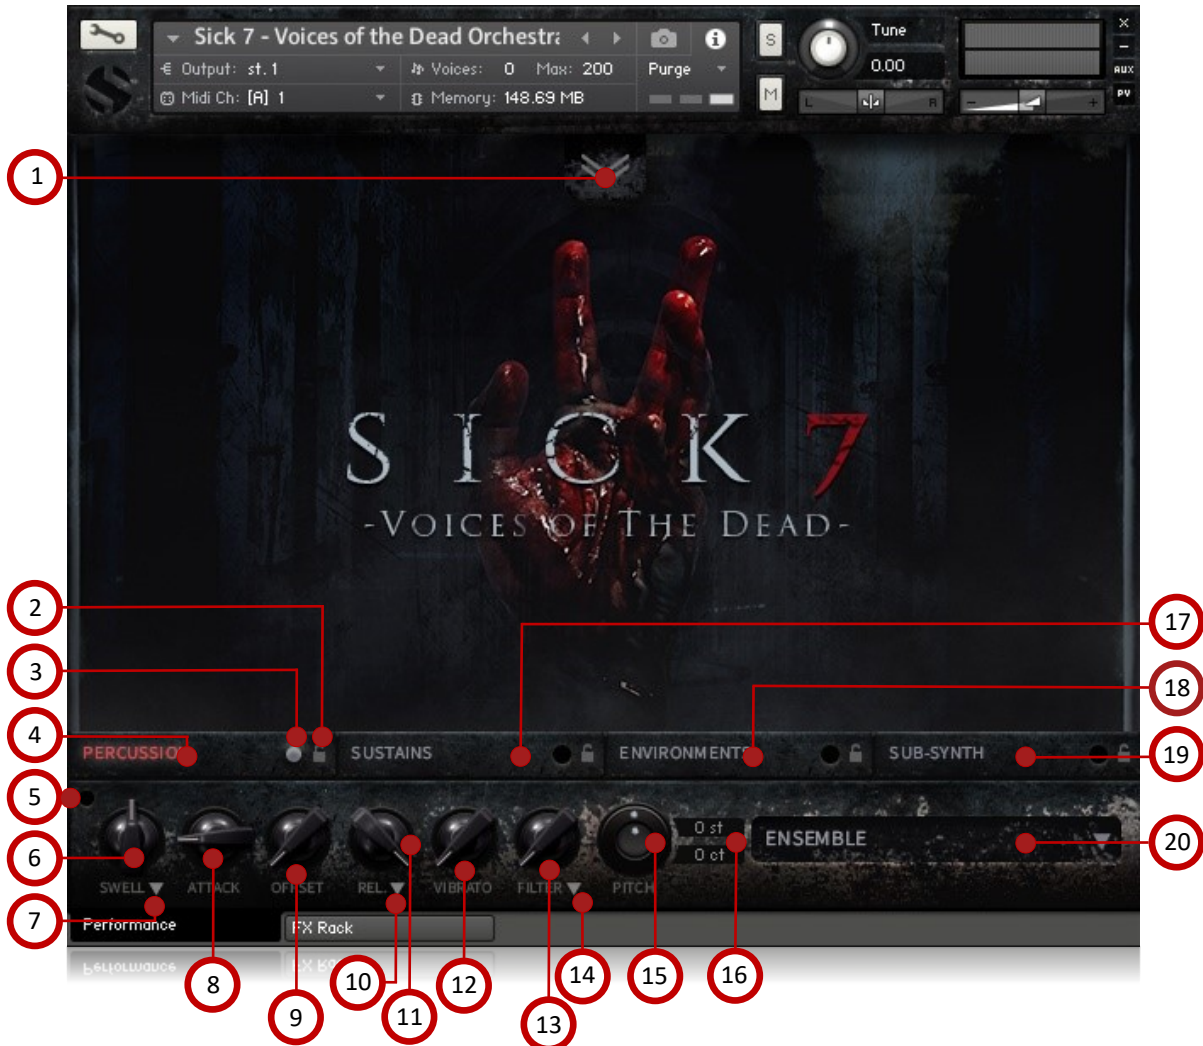 Sick 7 - Voices of the Dead Orchestr
Tune
0.00
Output: st.1
Voices: 0 Max: 200
Purge
Midi Ch: [A] 1
Memory: 148.69 MB
S
M
L
R
-
+
X
-
AUX
PV
i
1
SICK 7
-VOICES OF THE DEAD-
2
3
4
17
18
19
PERCUSSION
SUSTAINS
ENVIRONMENTS
SUB-SYNTH
5
6
7
0 st
0 ct
ENSEMBLE
20
SWELL
ATTACK
OFFSET
REL.
VIBRATO
FILTER
PITCH
Performance
FX Rack
8
9
10
11
12
13
14
15
16